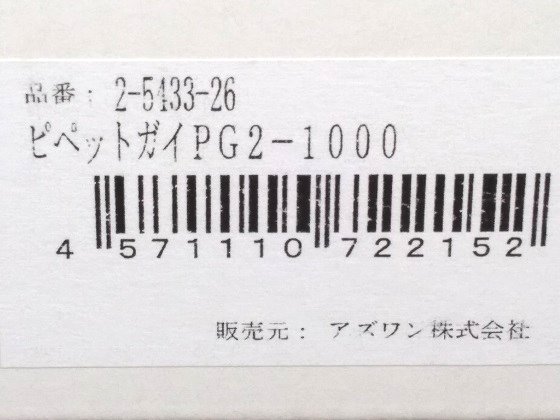 品番： 2-5433-26
ピペットガイPG2-1000
4 571110 722152
販売元： アズワン株式会社